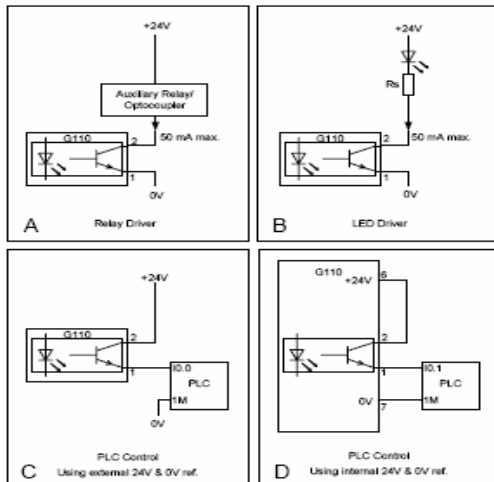 +24V
Auxiliary Relay/
Optocoupler
G110
2
50 mA max.
1
0V
A
Relay Driver
+24V
Rs
G110
2
50 mA max.
1
0V
B
LED Driver
+24V
G110
2
1
I0.0
PLC
1M
0V
C
PLC Control
Using external 24V & 0V ref.
G110
6
+24V
2
1
I0.1
PLC
0V
7
1M
D
PLC Control
Using internal 24V & 0V ref.